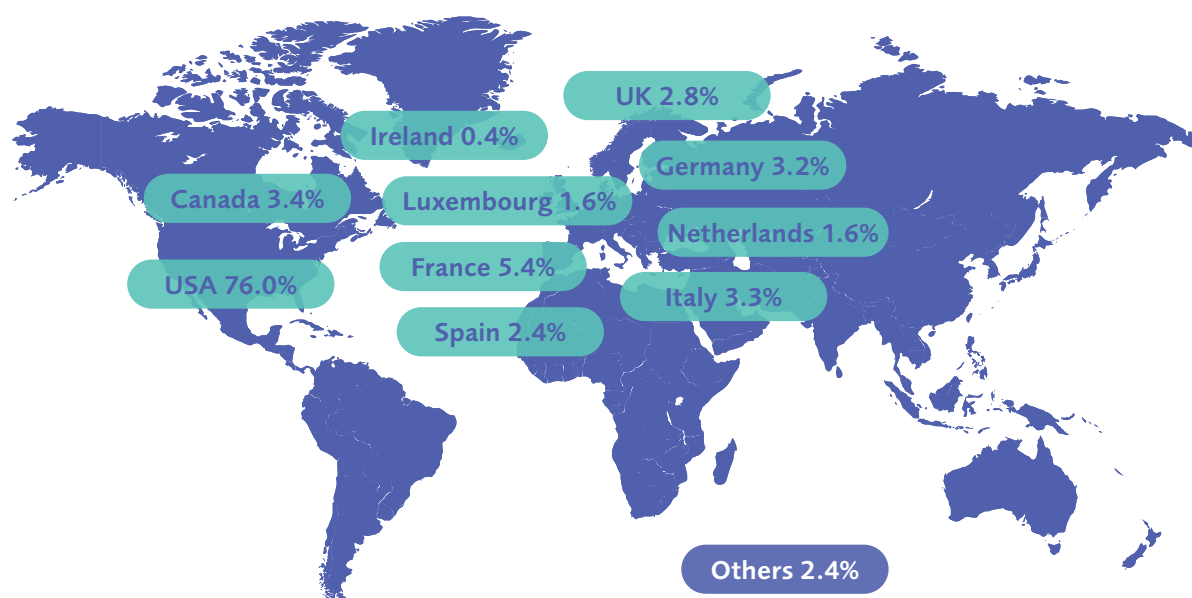 UK 2.8%
Ireland 0.4%
Germany 3.2%
Canada 3.4%
Luxembourg 1.6%
Netherlands 1.6%
France 5.4%
USA 76.0%
Italy 3.3%
Spain 2.4%
Others 2.4%